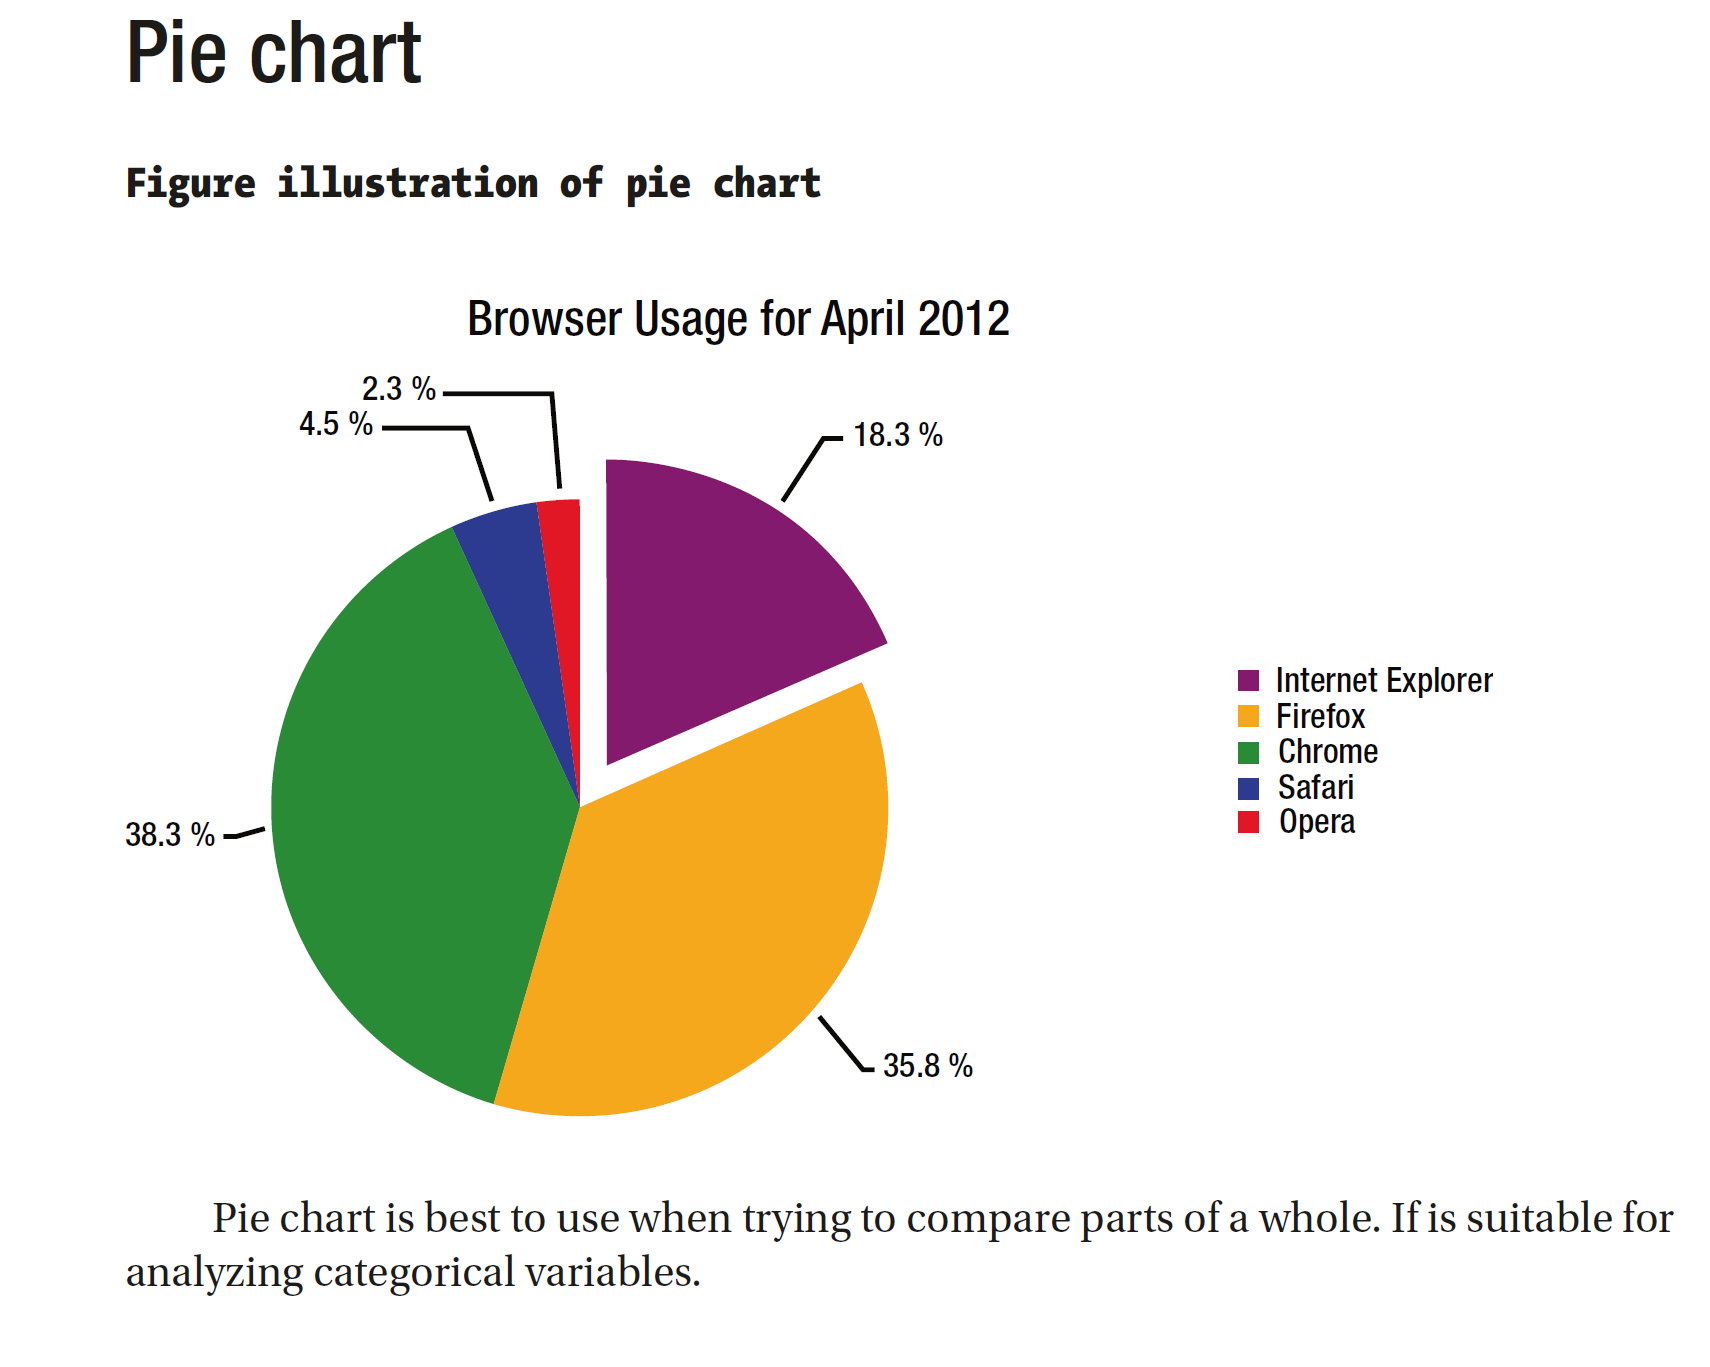 Pie chart
Figure illustration of pie chart
Browser Usage for April 2012
2.3 %
4.5 %
18.3 %
38.3 %
35.8 %
Internet Explorer
Firefox
Chrome
Safari
Opera
Pie chart is best to use when trying to compare parts of a whole. If is suitable for
analyzing categorical variables.